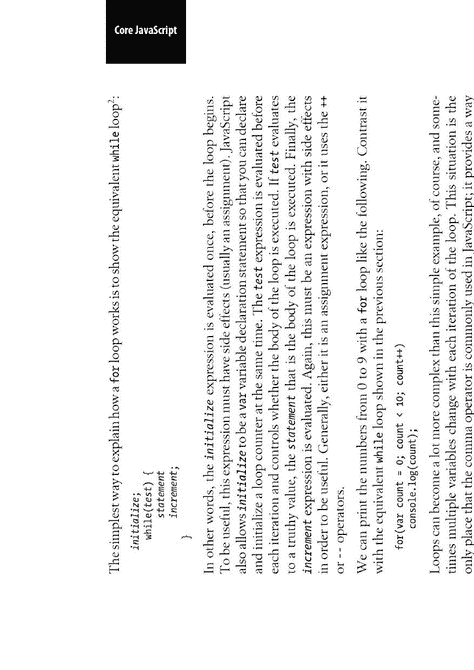 Core JavaScript
The simplest way to explain how a for loop works is to show the equivalent while loop²:
initialize;
while(test) {
statement
increment;
}
In other words, the initialize expression is evaluated once, before the loop begins.
To be useful, this expression must have side effects (usually an assignment). JavaScript
also allows initialize to be a var variable declaration statement so that you can declare
and initialize a loop counter at the same time. The test expression is evaluated before
each iteration and controls whether the body of the loop is executed. If test evaluates
to a truthy value, the statement that is the body of the loop is executed. Finally, the
increment expression is evaluated. Again, this must be an expression with side effects
in order to be useful. Generally, either it is an assignment expression, or it uses the ++
or -- operators.
We can print the numbers from 0 to 9 with a for loop like the following. Contrast it
with the equivalent while loop shown in the previous section:
for(var count = 0; count < 10; count++)
console.log(count);
Loops can become a lot more complex than this simple example, of course, and some-
times multiple variables change with each iteration of the loop. This situation is the
only place that the comma operator is commonly used in JavaScript; it provides a way